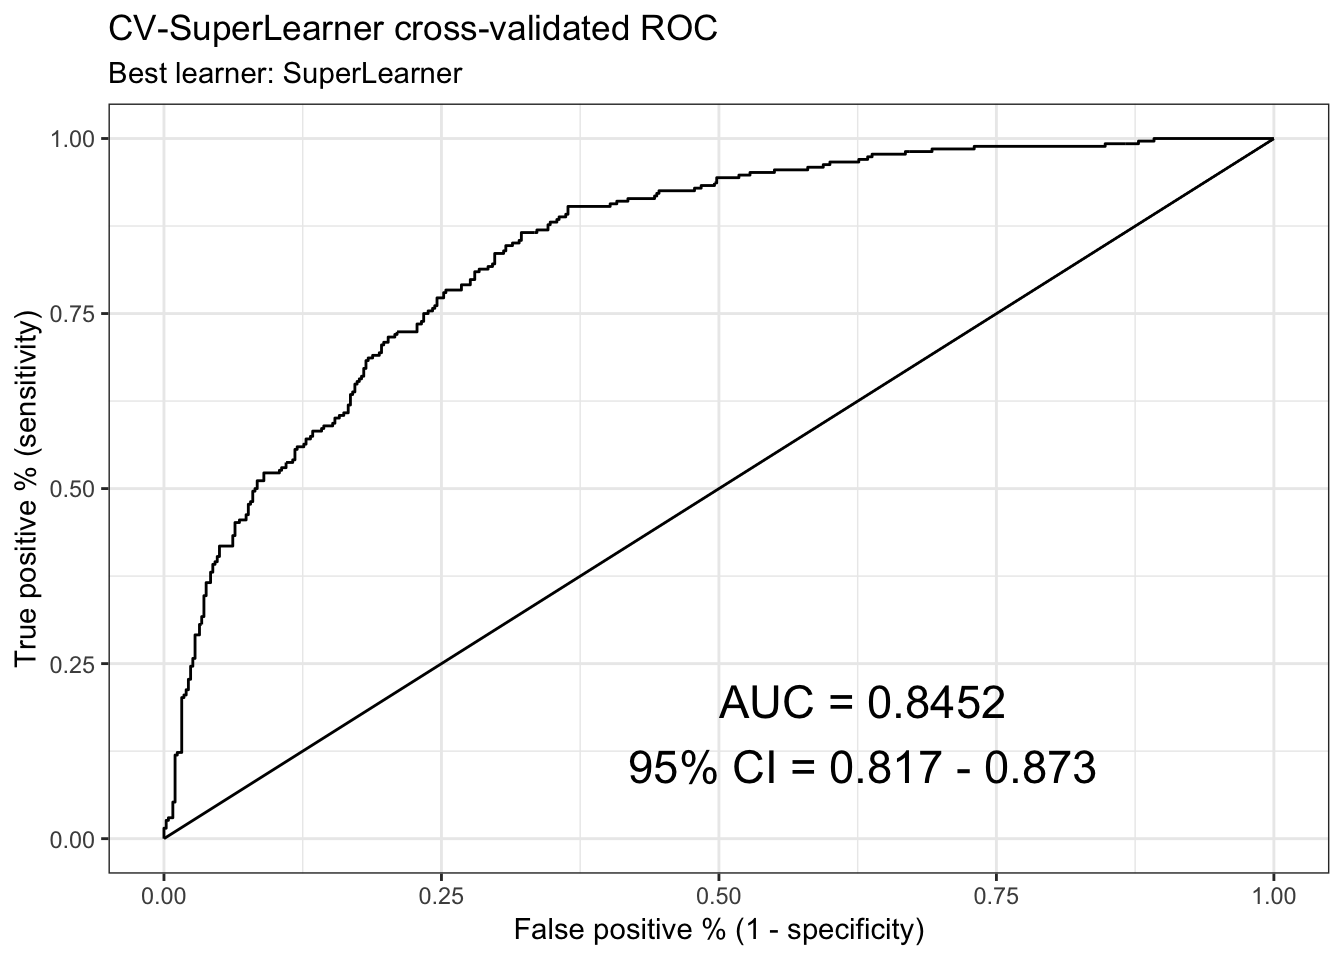 CV-SuperLearner cross-validated ROC
Best learner: SuperLearner
True positive % (sensitivity)
1.00
0.75
0.50
0.25
0.00
AUC = 0.8452
95% CI = 0.817 - 0.873
0.00 0.25 0.50 0.75 1.00
False positive % (1 - specificity)